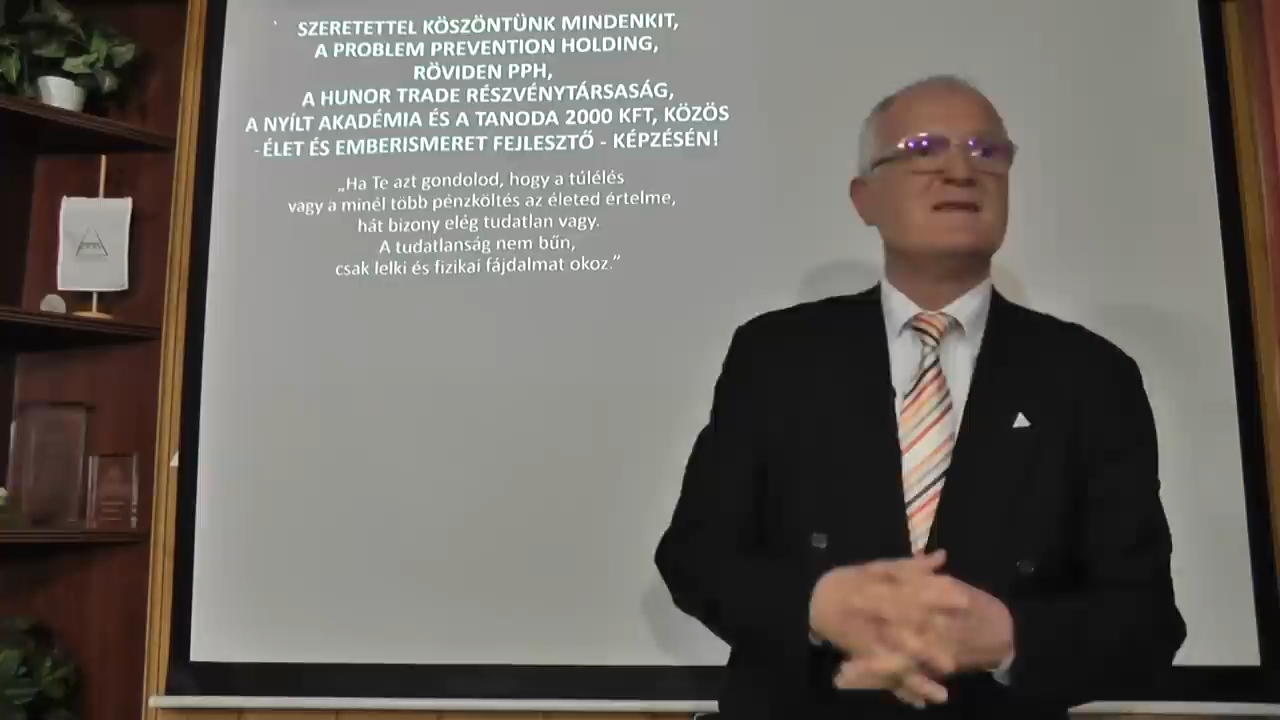 SZERETETTEL KÖSZÖNTÜNK MINDENKIT,
A PROBLEM PREVENTION HOLDING,
RÖVIDEN PPH,
A HUNOR TRADE RÉSZVÉNYTÁRSASÁG,
A NYÍLT AKADÉMIA ÉS A TANODA 2000 KFT, KÖZÖS
- ÉLET ÉS EMBERISMERET FEJLESZTŐ - KÉPZÉSÉN!
„Ha Te azt gondolod, hogy a túlélés
vagy a minél több pénzköltés az életed értelme,
hát bizony elég tudatlan vagy.
A tudatlanság nem bűn,
csak lelki és fizikai fájdalmat okoz.”